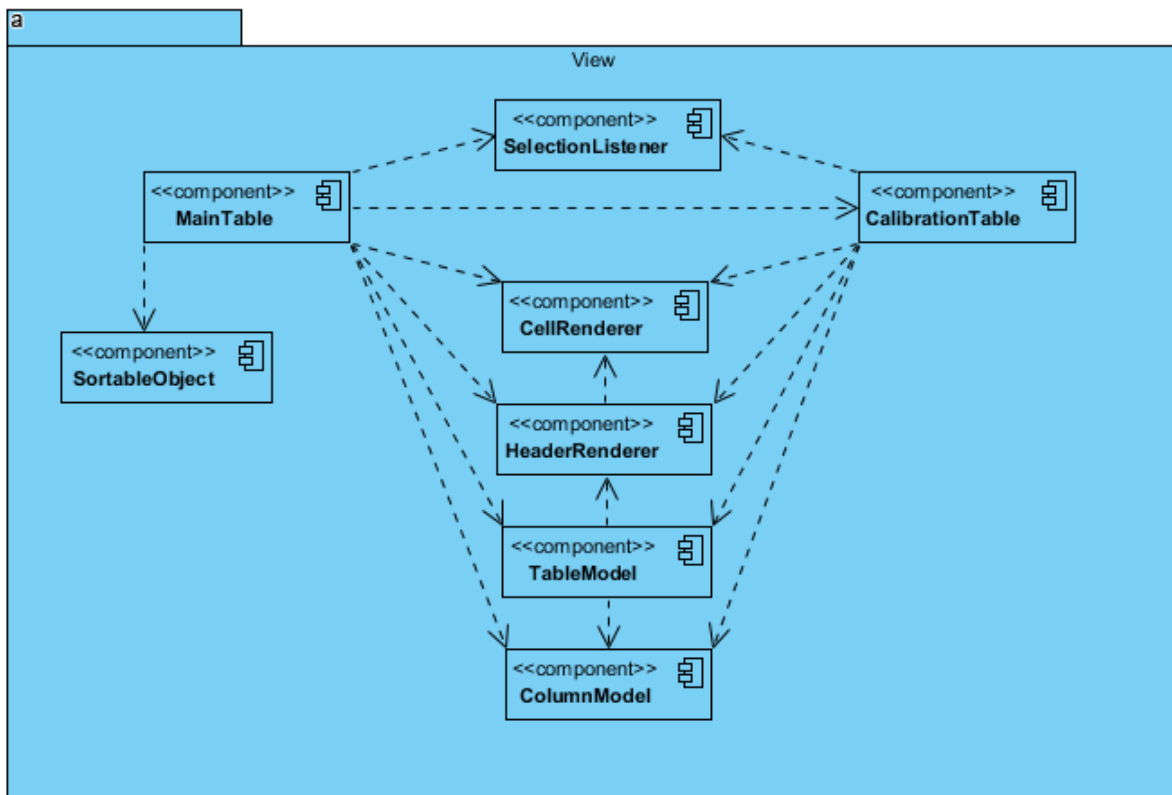 a
View
<<component>>
SelectionListener
<<component>>
MainTable
<<component>>
CalibrationTable
<<component>>
CellRenderer
<<component>>
SortableObject
<<component>>
HeaderRenderer
<<component>>
TableModel
<<component>>
ColumnModel